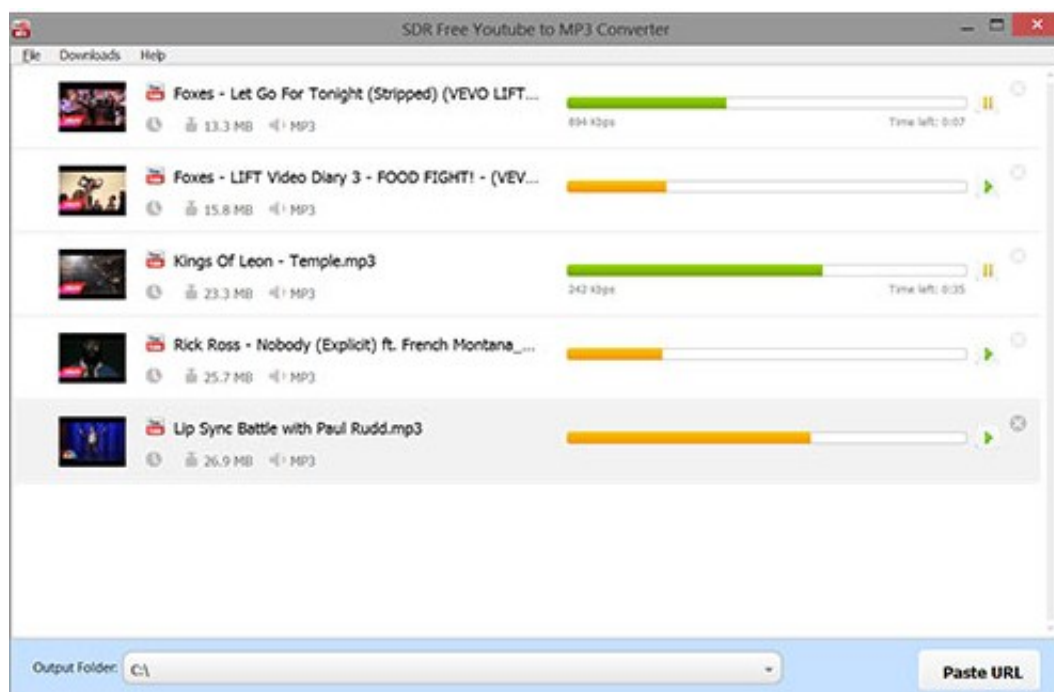 SDR Free Youtube to MP3 Converter
File Downloads Help
Foxes - Let Go For Tonight (Stripped) (VEVO LIFT...
13.3 MB MP3
894 Kbps Time left: 0:07
Foxes - LIFT Video Diary 3 - FOOD FIGHT! - (VEV...
15.8 MB MP3
Kings Of Leon - Temple.mp3
23.3 MB MP3
242 Kbps Time left: 0:35
Rick Ross - Nobody (Explicit) ft. French Montana_...
25.7 MB MP3
Lip Sync Battle with Paul Rudd.mp3
26.9 MB MP3
Output Folder: C:\
Paste URL